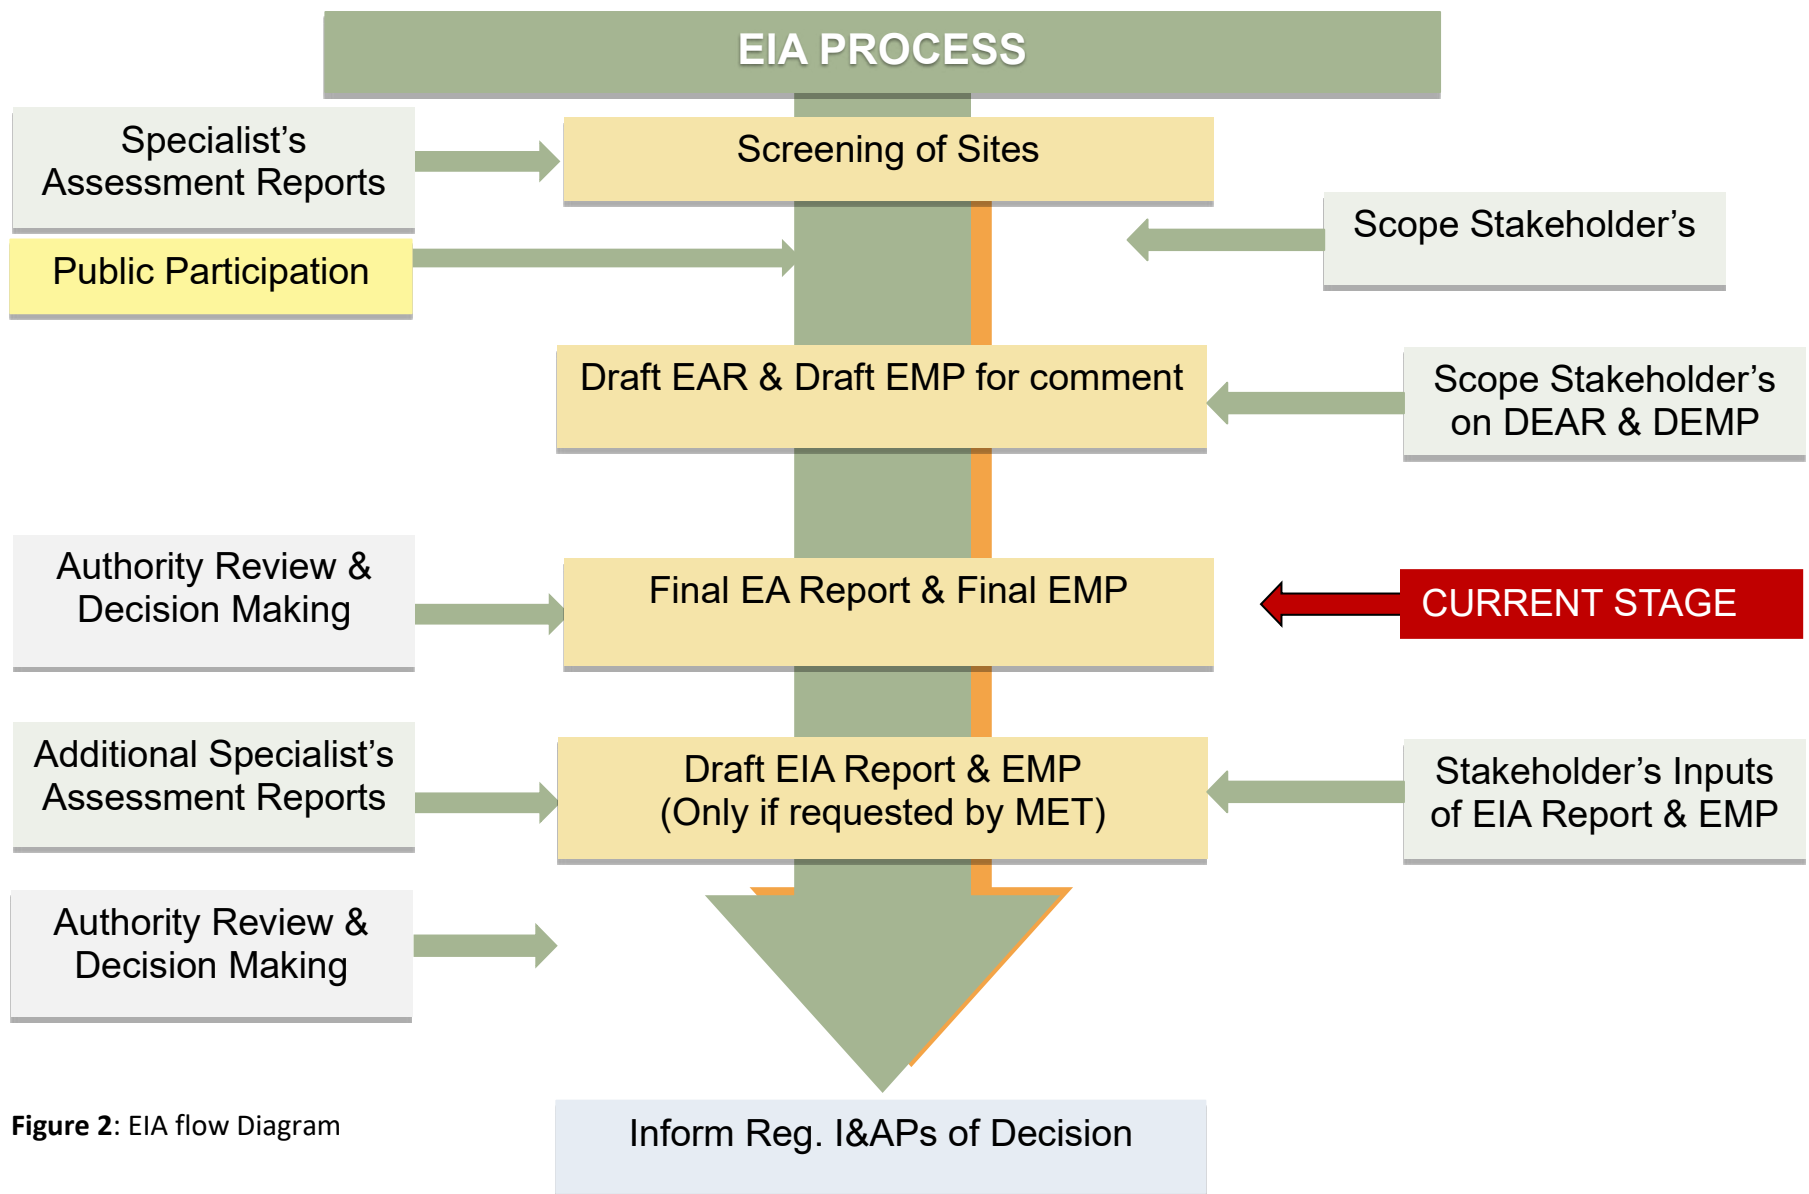 EIA PROCESS
Specialist's
Assessment Reports
Screening of Sites
Scope Stakeholder's
Public Participation
Draft EAR & Draft EMP for comment
Scope Stakeholder's
on DEAR & DEMP
Authority Review &
Decision Making
Final EA Report & Final EMP
CURRENT STAGE
Additional Specialist's
Assessment Reports
Draft EIA Report & EMP
(Only if requested by MET)
Stakeholder's Inputs
of EIA Report & EMP
Authority Review &
Decision Making
Figure 2: EIA flow Diagram
Inform Reg. I&APs of Decision